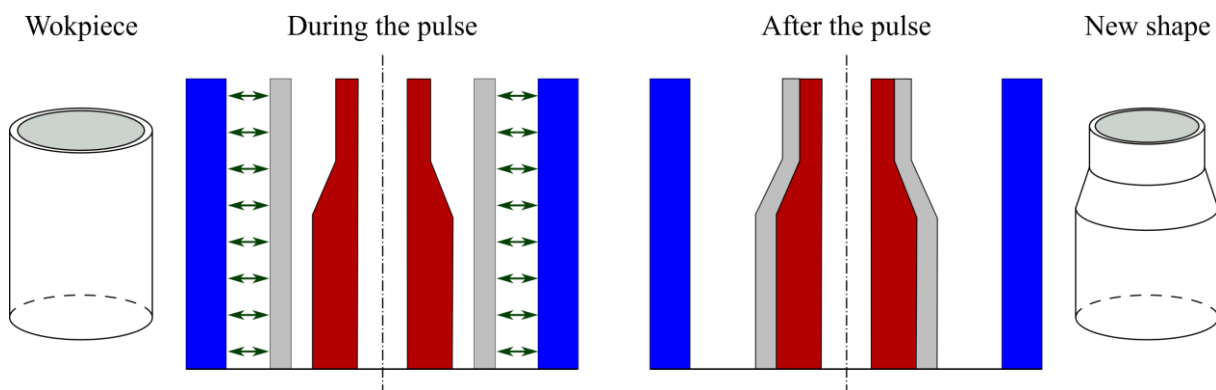 Wokpiece
During the pulse
After the pulse
New shape